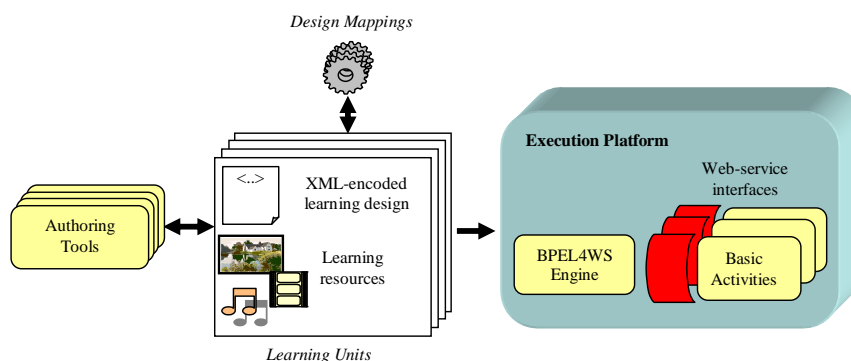 Design Mappings
Execution Platform
Web-service
interfaces
<..>
XML-encoded
learning design
Authoring
Tools
Learning
resources
BPEL4WS
Engine
Basic
Activities
Learning Units